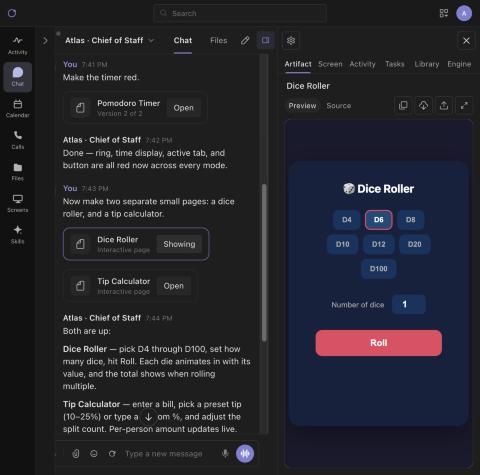 Search
A
Activity
Chat
Calendar
Calls
Files
Screens
Skills
Atlas · Chief of Staff
Chat
Files
You 7:41 PM
Make the timer red.
Pomodoro Timer
Version 2 of 2
Open
Atlas · Chief of Staff 7:42 PM
Done — ring, time display, active tab, and
button are all red now across every mode.
You 7:43 PM
Now make two separate small pages: a dice
roller, and a tip calculator.
Dice Roller
Interactive page
Showing
Tip Calculator
Interactive page
Open
Atlas · Chief of Staff 7:44 PM
Both are up:
Dice Roller — pick D4 through D100, set how
many dice, hit Roll. Each die animates in with its
value, and the total shows when rolling
multiple.
Tip Calculator — enter a bill, pick a preset tip
(10–25%) or type a om %, and adjust the
split count. Per-person amount updates live.
Type a new message
Artifact Screen Activity Tasks Library Engine
Dice Roller
Preview Source
Dice Roller
D4 D6 D8
D10 D12 D20
D100
Number of dice 1
Roll